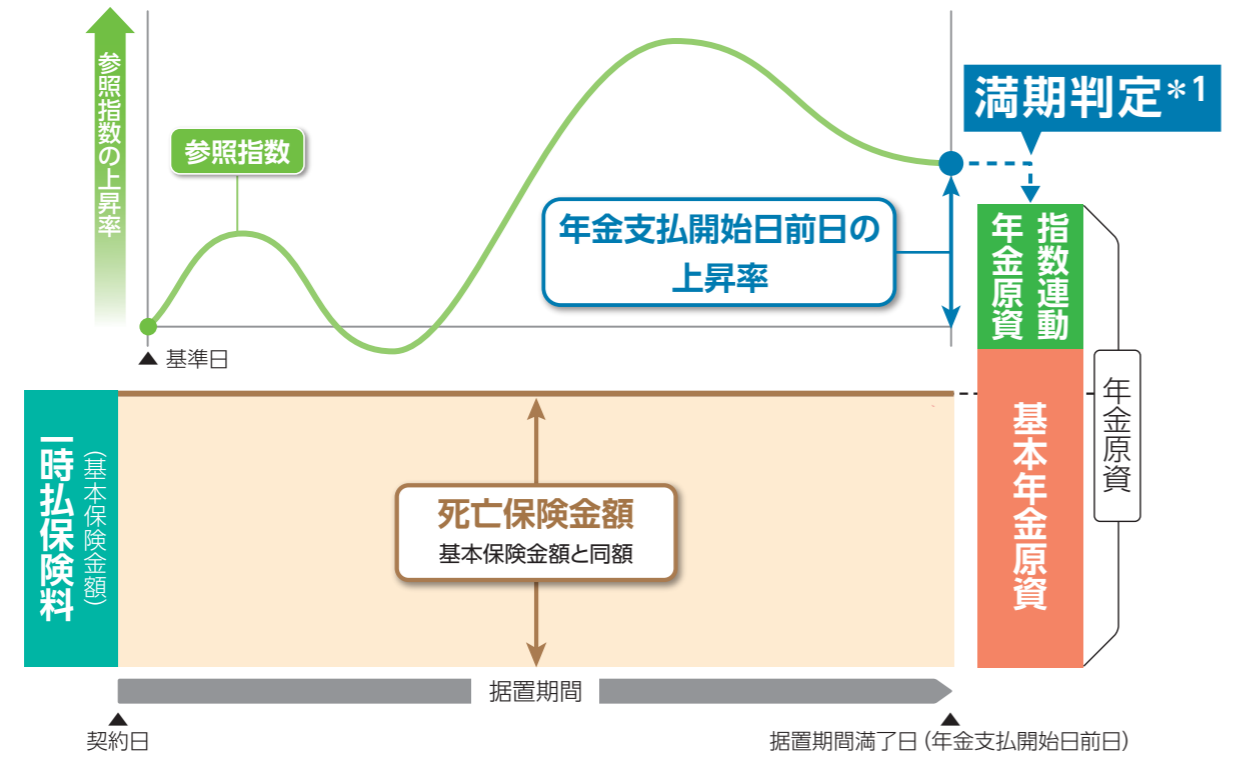 参照指数の上昇率
参照指数
満期判定*1
年金支払開始日前日の
上昇率
▲ 基準日
指数連動
年金原資
基本年金原資
年金原資
一時払保険料
(基本保険金額)
死亡保険金額
基本保険金額と同額
据置期間
契約日
据置期間満了日(年金支払開始日前日)